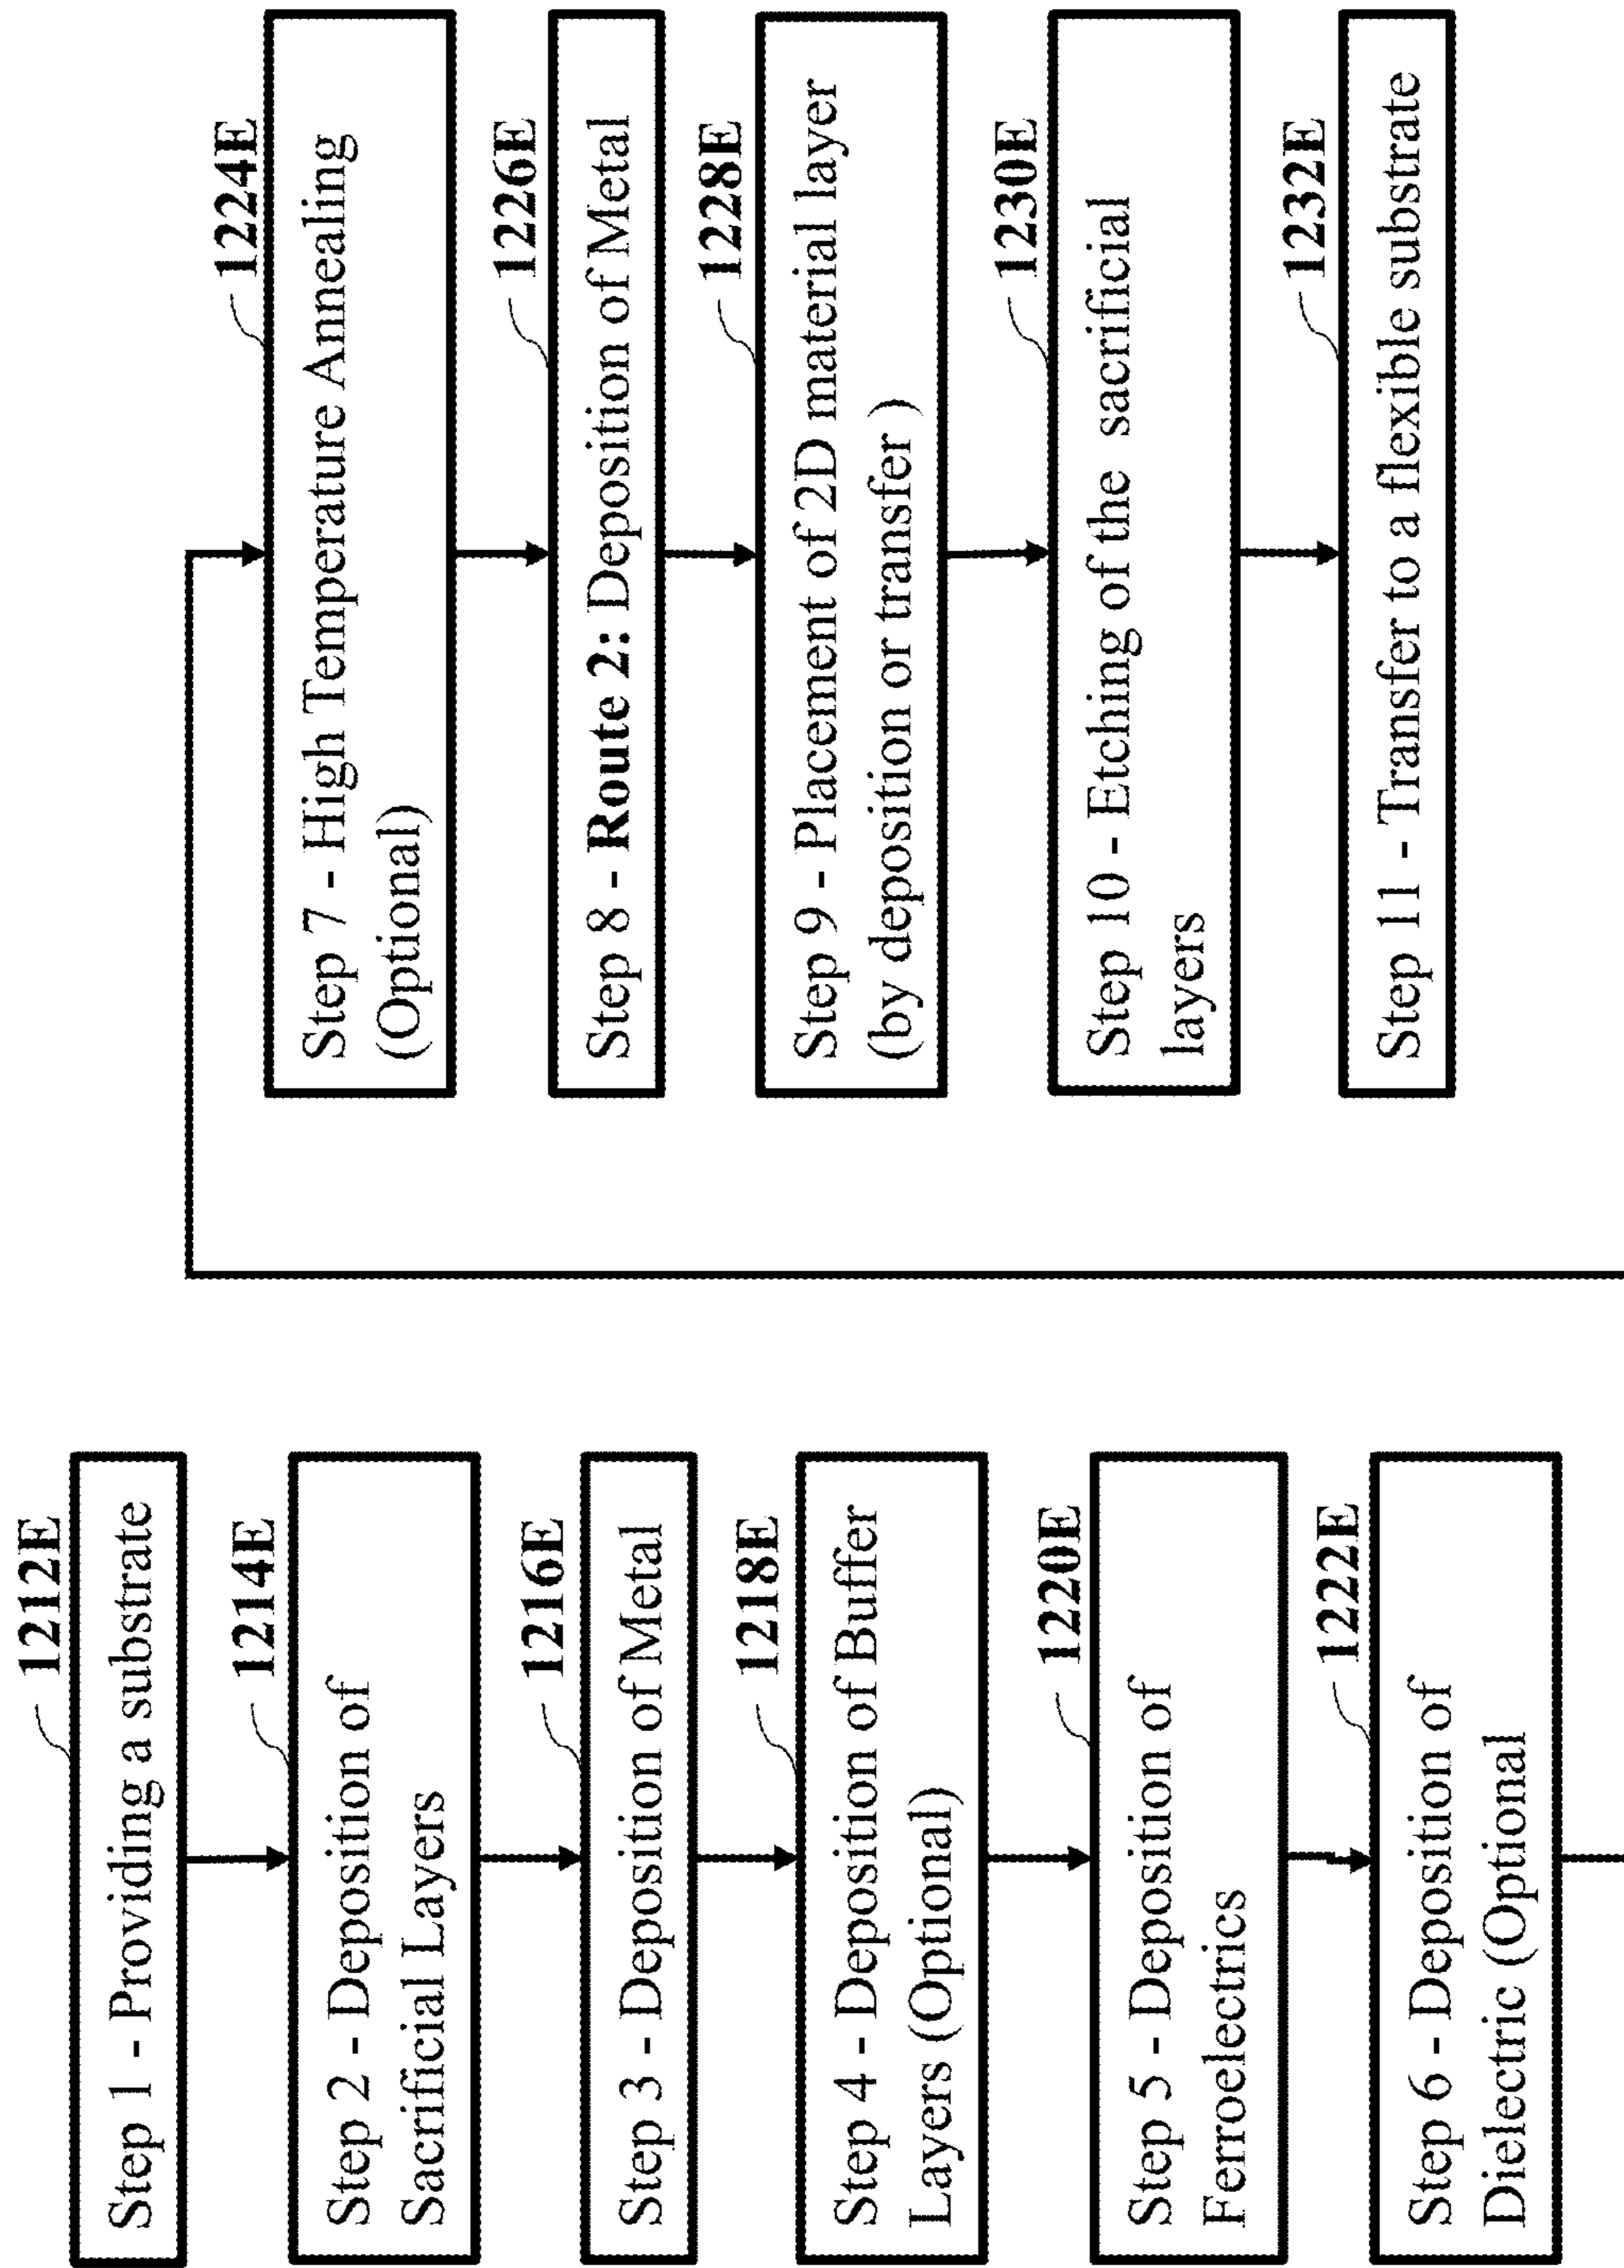 1212E
Step 1 - Providing a substrate
1214E
Step 2 - Deposition of
Sacrificial Layers
1216E
Step 3 - Deposition of Metal
1218E
Step 4 - Deposition of Buffer
Layers (Optional)
1220E
Step 5 - Deposition of
Ferroelectrics
1222E
Step 6 - Deposition of
Dielectric (Optional
1224E
Step 7 - High Temperature Annealing
(Optional)
1226E
Step 8 - Route 2: Deposition of Metal
1228E
Step 9 - Placement of 2D material layer
(by deposition or transfer )
1230E
Step 10 - Etching of the sacrificial
layers
1232E
Step 11 - Transfer to a flexible substrate